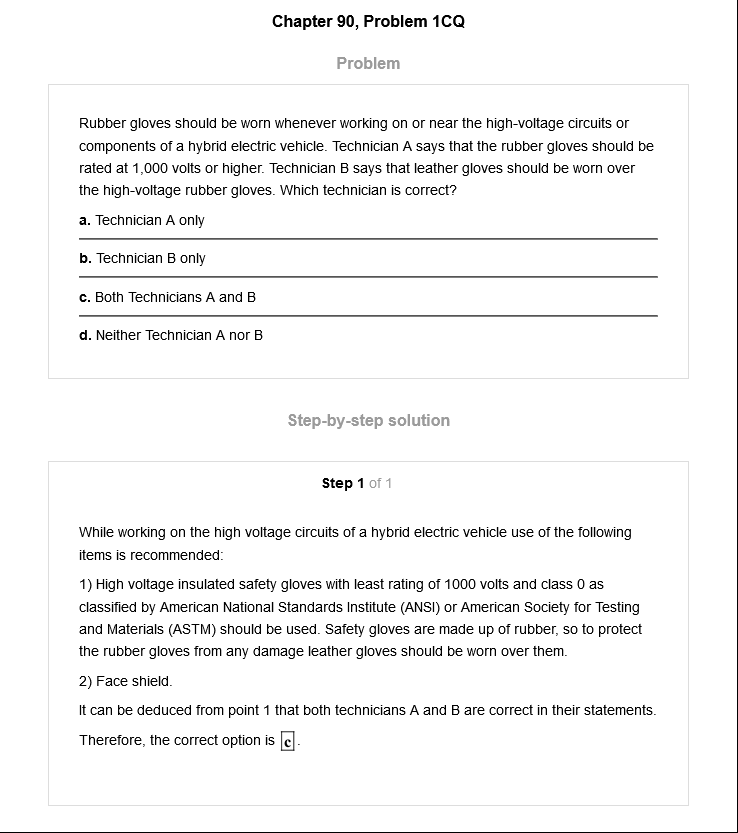 Chapter 90, Problem 1CQ
Problem
Rubber gloves should be worn whenever working on or near the high-voltage circuits or
components of a hybrid electric vehicle. Technician A says that the rubber gloves should be
rated at 1,000 volts or higher. Technician B says that leather gloves should be worn over
the high-voltage rubber gloves. Which technician is correct?
a. Technician A only
b. Technician B only
c. Both Technicians A and B
d. Neither Technician A nor B
Step-by-step solution
Step 1 of 1
While working on the high voltage circuits of a hybrid electric vehicle use of the following
items is recommended:
1) High voltage insulated safety gloves with least rating of 1000 volts and class 0 as
classified by American National Standards Institute (ANSI) or American Society for Testing
and Materials (ASTM) should be used. Safety gloves are made up of rubber, so to protect
the rubber gloves from any damage leather gloves should be worn over them.
2) Face shield.
It can be deduced from point 1 that both technicians A and B are correct in their statements.
Therefore, the correct option is c.